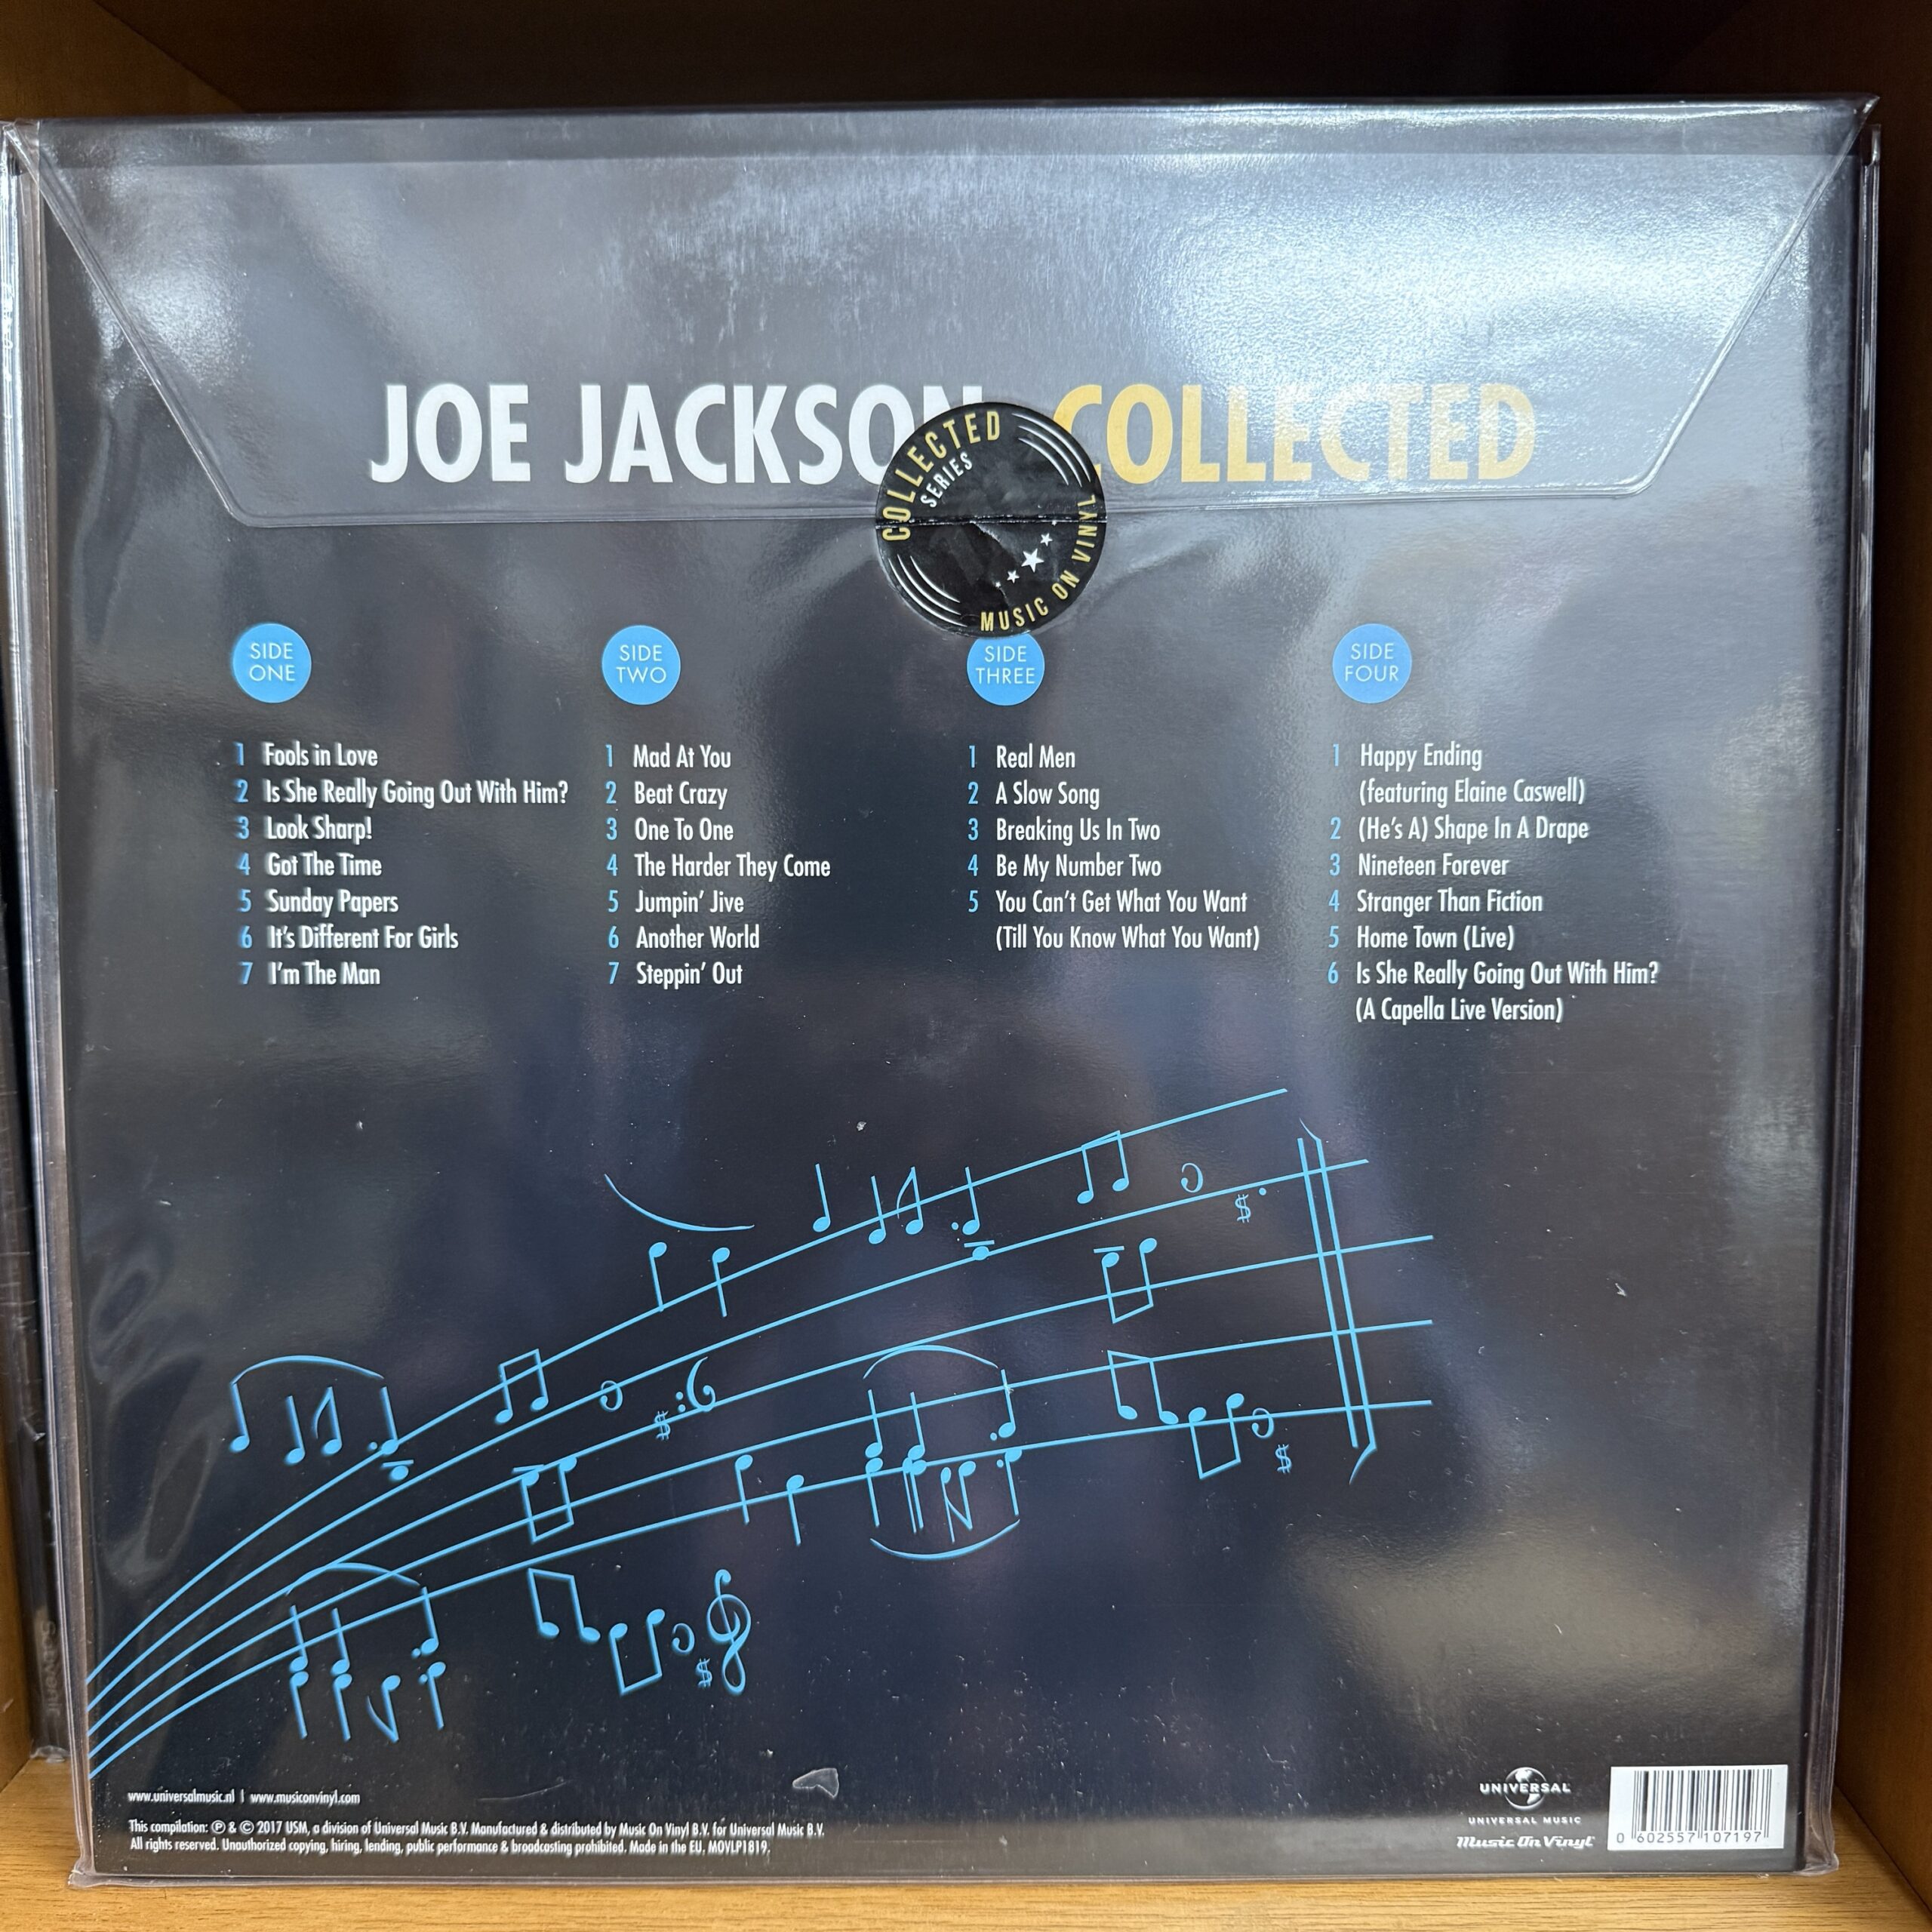 JOE JACKSON COLLECTED
COLLECTED
SERIES
MUSIC ON VINYL
SIDE
ONE
1 Fools in Love
2 Is She Really Going Out With Him?
3 Look Sharp!
4 Got The Time
5 Sunday Papers
6 It's Different For Girls
7 I'm The Man
SIDE
TWO
1 Mad At You
2 Beat Crazy
3 One To One
4 The Harder They Come
5 Jumpin' Jive
6 Another World
7 Steppin' Out
SIDE
THREE
1 Real Men
2 A Slow Song
3 Breaking Us In Two
4 Be My Number Two
5 You Can't Get What You Want
(Till You Know What You Want)
SIDE
FOUR
1 Happy Ending
(featuring Elaine Caswell)
2 (He's A) Shape In A Drape
3 Nineteen Forever
4 Stranger Than Fiction
5 Home Town (Live)
6 Is She Really Going Out With Him?
(A Capella Live Version)
www.universalmusic.nl | www.musiconvinyl.com
This compilation: ℗ & © 2017 USM, a division of Universal Music B.V. Manufactured & distributed by Music On Vinyl B.V. for Universal Music B.V.
All rights reserved. Unauthorized copying, hiring, lending, public performance & broadcasting prohibited. Made in the EU. MOVLP1819.
UNIVERSAL
UNIVERSAL MUSIC
Music On Vinyl
0 602557 107197